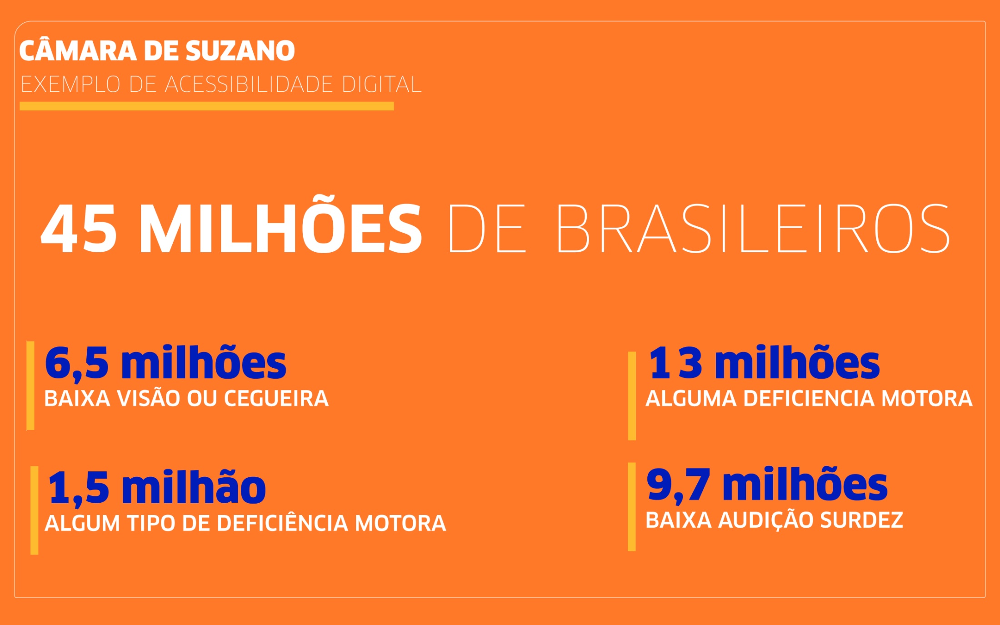 CÂMARA DE SUZANO
EXEMPLO DE ACESSIBILIDADE DIGITAL
45 MILHÕES DE BRASILEIROS
6,5 milhões
BAIXA VISÃO OU CEGUEIRA
13 milhões
ALGUMA DEFICIENCIA MOTORA
1,5 milhão
ALGUM TIPO DE DEFICIÊNCIA MOTORA
9,7 milhões
BAIXA AUDIÇÃO SURDEZ